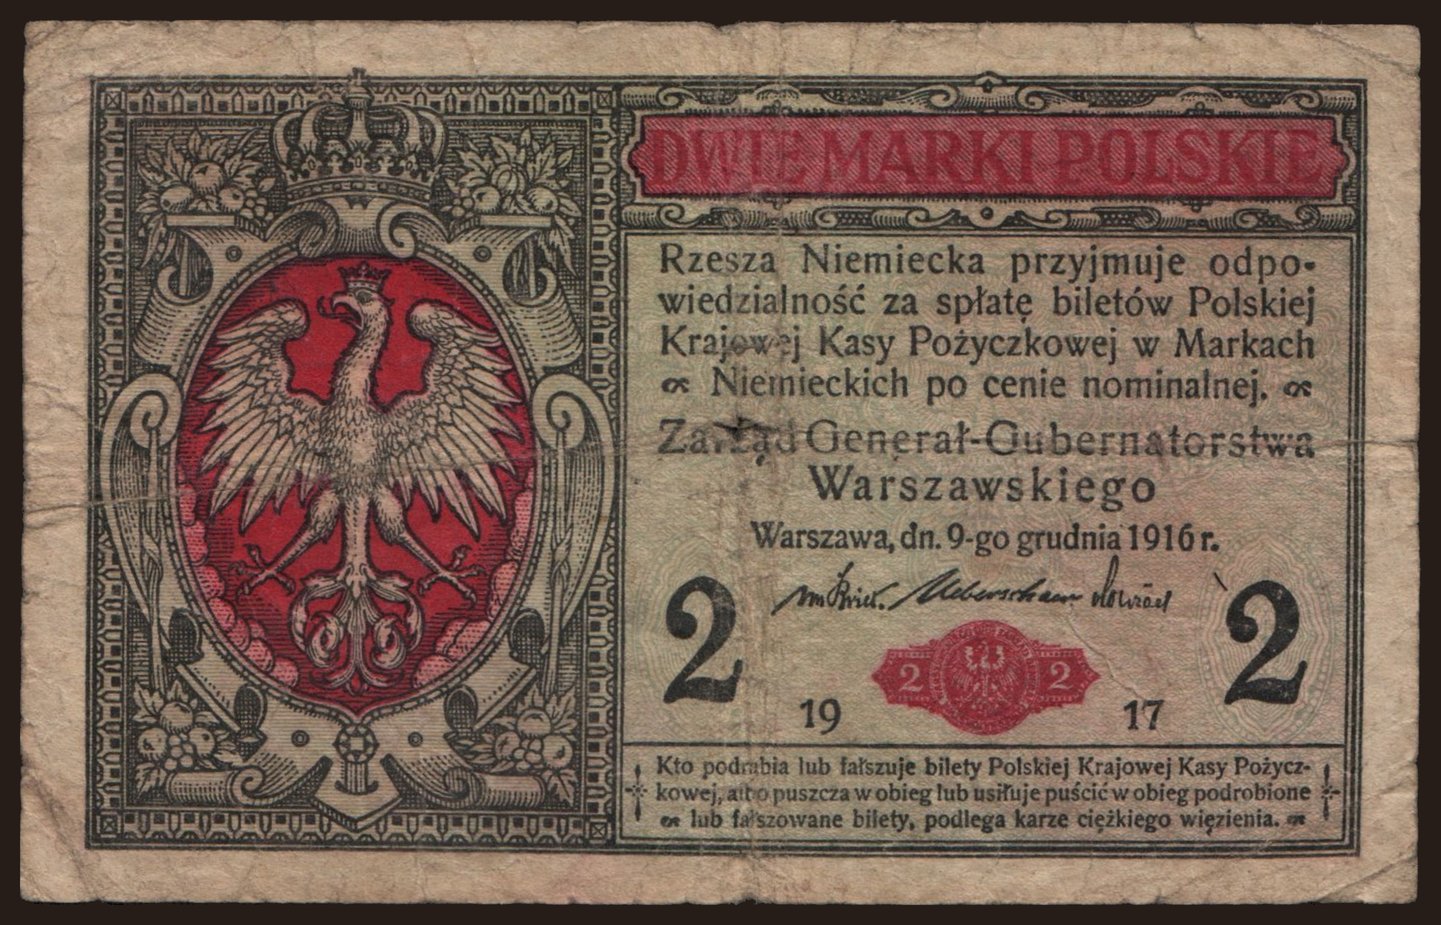 DWIE MARKI POLSKIE
Rzesza Niemiecka przyjmuje odpo-
wiedzialność za spłatę biletów Polskiej
Krajowej Kasy Pożyczkowej w Markach
Niemieckich po cenie nominalnej.
Zarząd Generał-Gubernatorstwa
Warszawskiego
Warszawa, dn. 9-go grudnia 1916 r.
2 2
2 2
19 17
Kto podrabia lub fałszuje bilety Polskiej Krajowej Kasy Pożycz-
kowej, albo puszcza w obieg lub usiłuje puścić w obieg podrobione
lub fałszowane bilety, podlega karze ciężkiego więzienia.